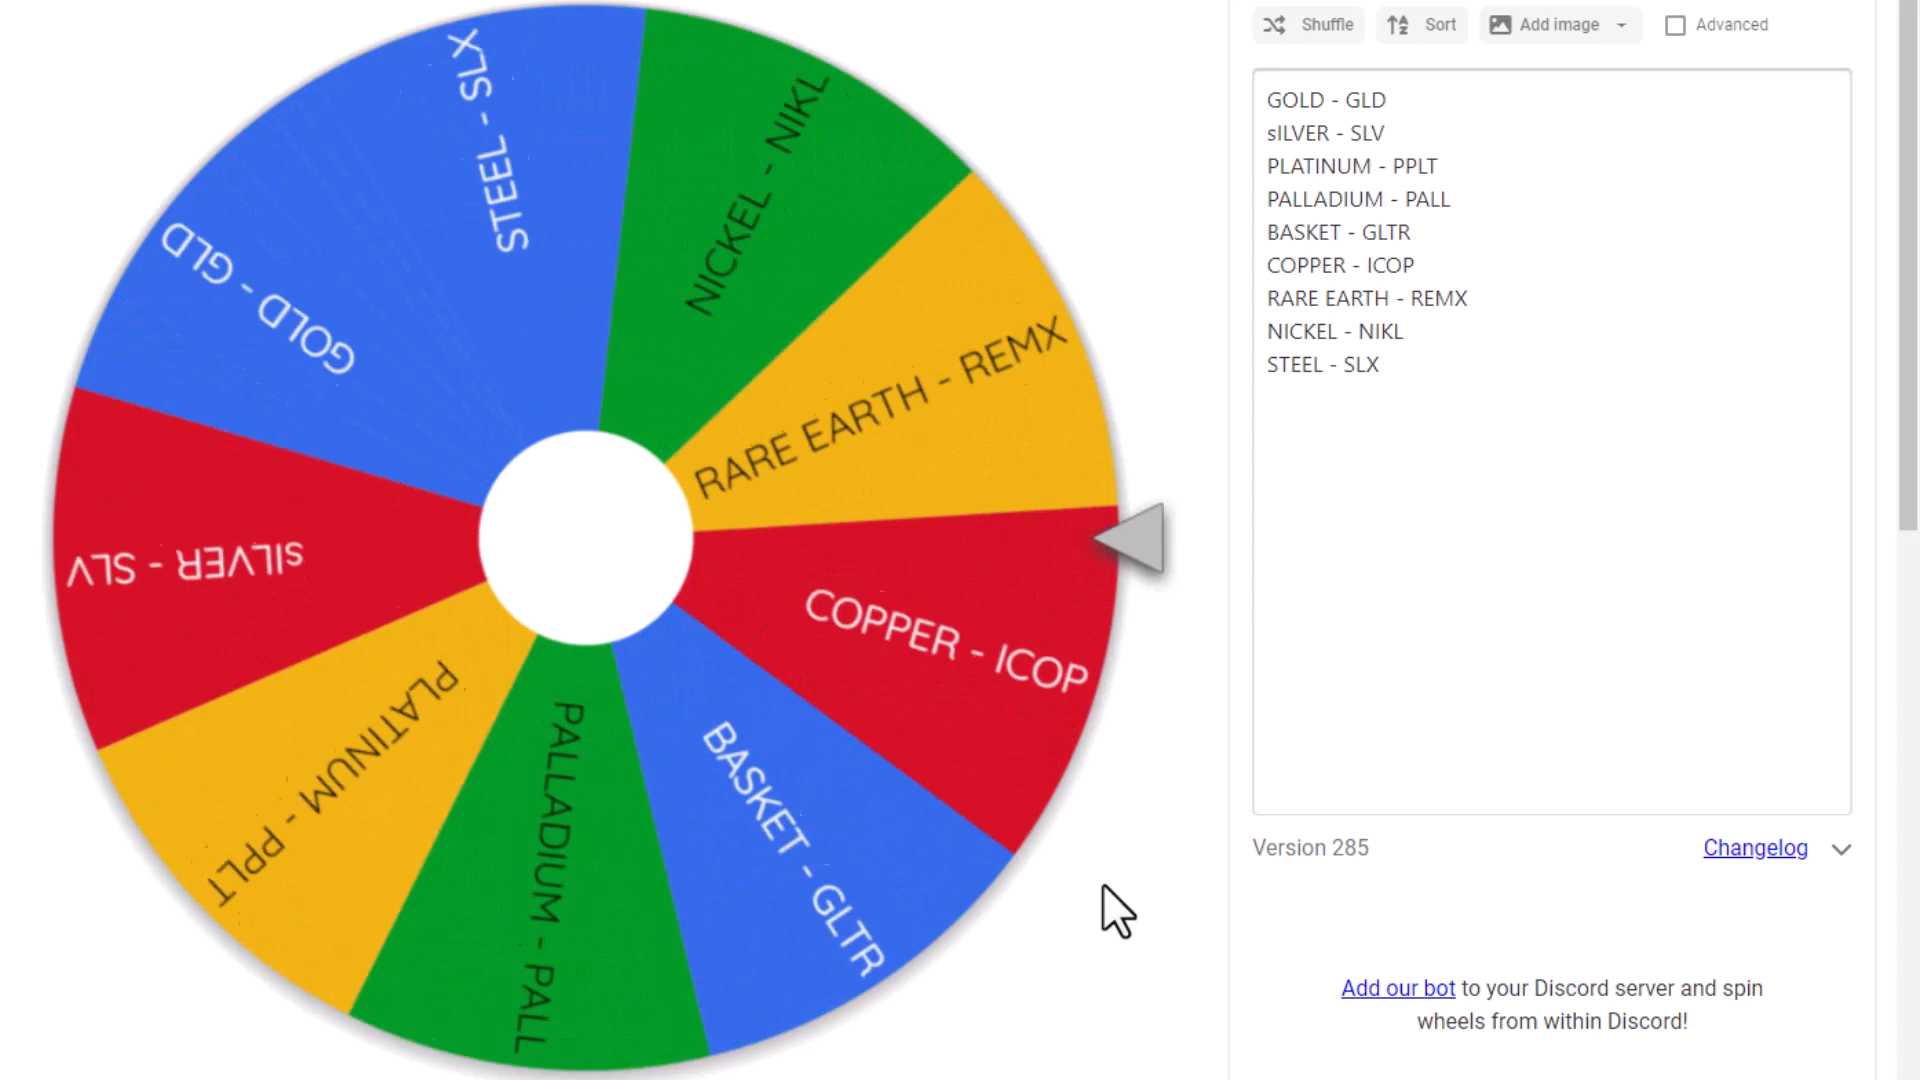 STEEL - SLX
NICKEL - NIKL
GOLD - GLD
RARE EARTH - REMX
sILVER - SLV
COPPER - ICOP
PLATINUM - PPLT
PALLADIUM - PALL
BASKET - GLTR
Shuffle
Sort
Add image
Advanced
GOLD - GLD
sILVER - SLV
PLATINUM - PPLT
PALLADIUM - PALL
BASKET - GLTR
COPPER - ICOP
RARE EARTH - REMX
NICKEL - NIKL
STEEL - SLX
Version 285
Changelog
Add our bot to your Discord server and spin
wheels from within Discord!